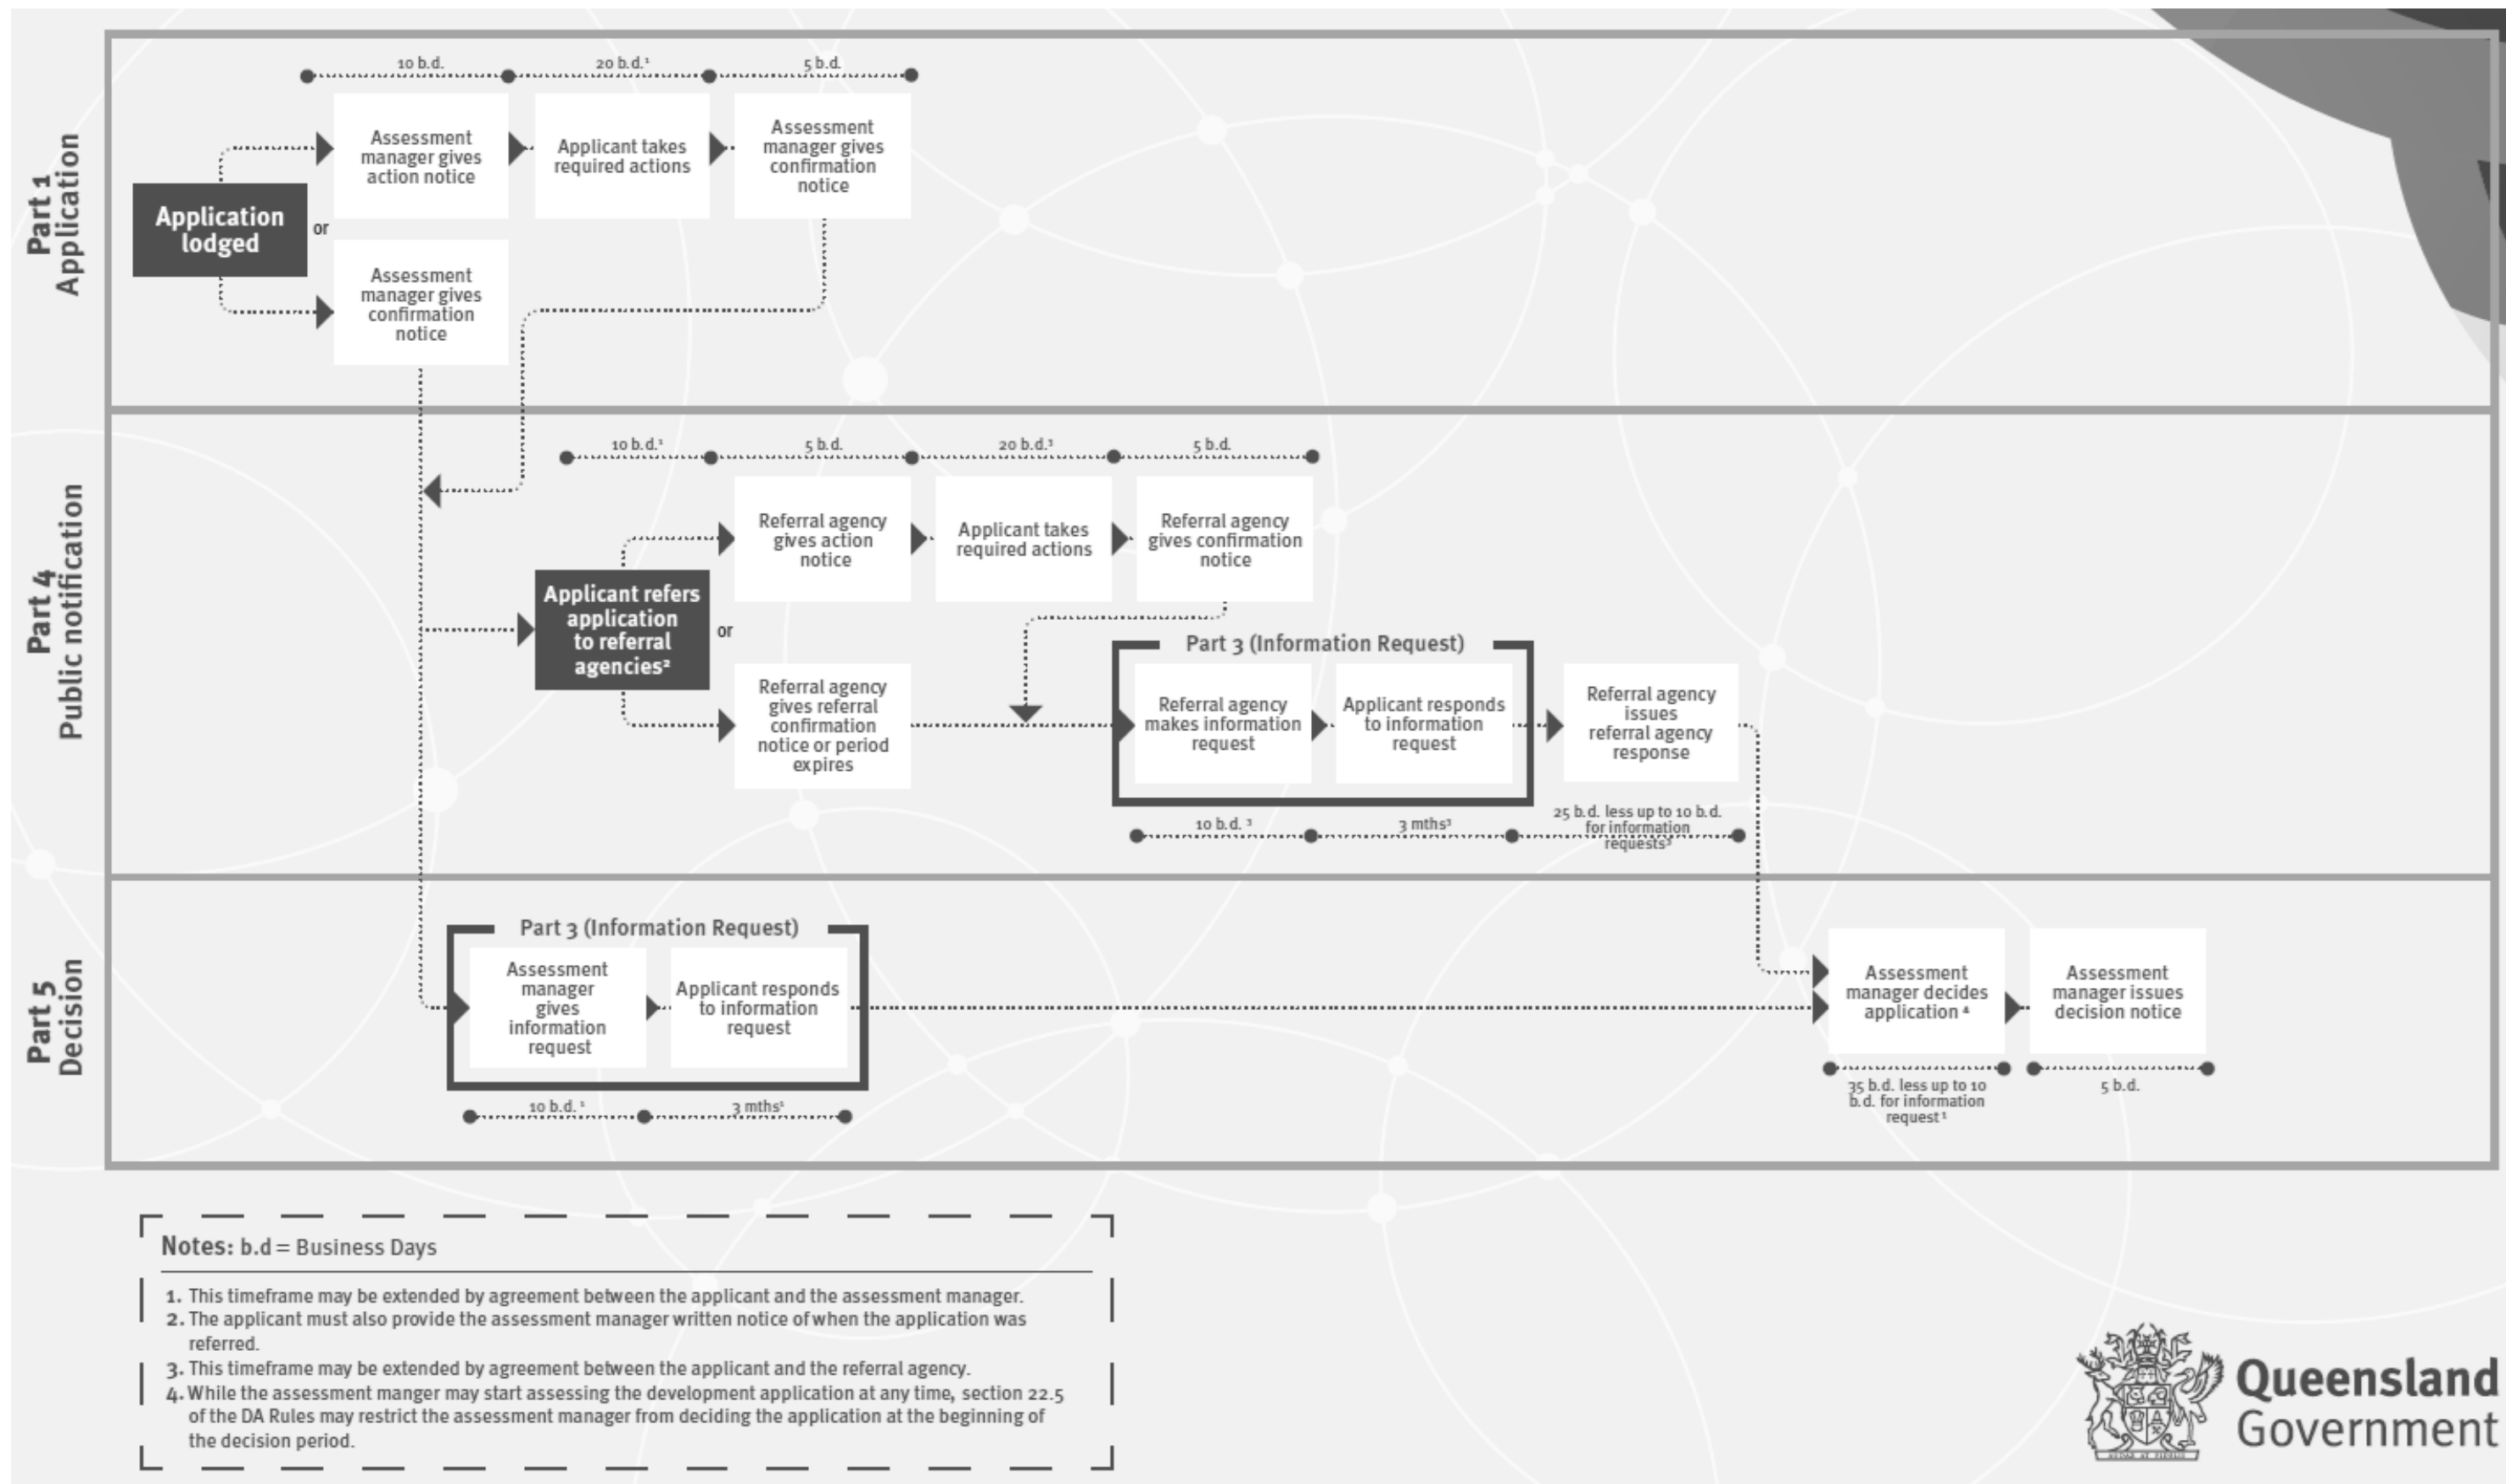 Part 1
Application
10 b.d.
20 b.d.¹
5 b.d.
Application
lodged
or
Assessment
manager gives
action notice
Applicant takes
required actions
Assessment
manager gives
confirmation
notice
Assessment
manager gives
confirmation
notice
Part 4
Public notification
10 b.d.¹
5 b.d.
20 b.d.³
5 b.d.
Applicant refers
application
to referral
agencies²
or
Referral agency
gives action
notice
Applicant takes
required actions
Referral agency
gives confirmation
notice
Referral agency
gives referral
confirmation
notice or period
expires
Part 3 (Information Request)
Referral agency
makes information
request
Applicant responds
to information
request
Referral agency
issues
referral agency
response
10 b.d. ³
3 mths³
25 b.d. less up to 10 b.d.
for information
requests³
Part 5
Decision
Part 3 (Information Request)
Assessment
manager
gives
information
request
Applicant responds
to information
request
10 b.d. ¹
3 mths¹
Assessment
manager decides
application ⁴
Assessment
manager issues
decision notice
35 b.d. less up to 10
b.d. for information
request ¹
5 b.d.
Notes: b.d = Business Days
1. This timeframe may be extended by agreement between the applicant and the assessment manager.
2. The applicant must also provide the assessment manager written notice of when the application was
referred.
3. This timeframe may be extended by agreement between the applicant and the referral agency.
4. While the assessment manger may start assessing the development application at any time, section 22.5
of the DA Rules may restrict the assessment manager from deciding the application at the beginning of
the decision period.
Queensland
Government